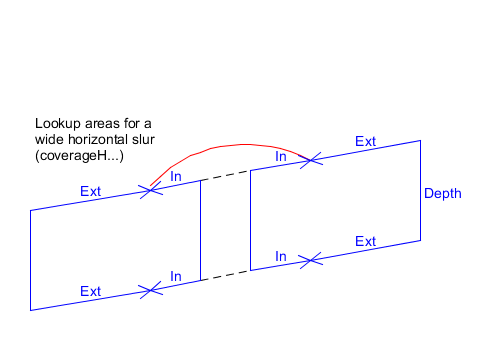 Lookup areas for a
wide horizontal slur
(coverageH...)
Ext
In
In
Ext
Depth
Ext
In
In
Ext